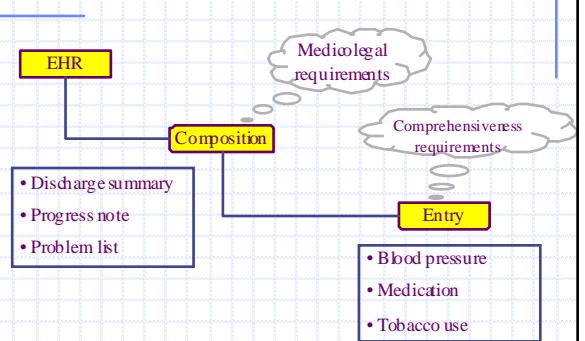 EHR
Medicolegal
requirements
Composition
Comprehensiveness
requirements
• Discharge summary
• Progress note
• Problem list
Entry
• Blood pressure
• Medication
• Tobacco use